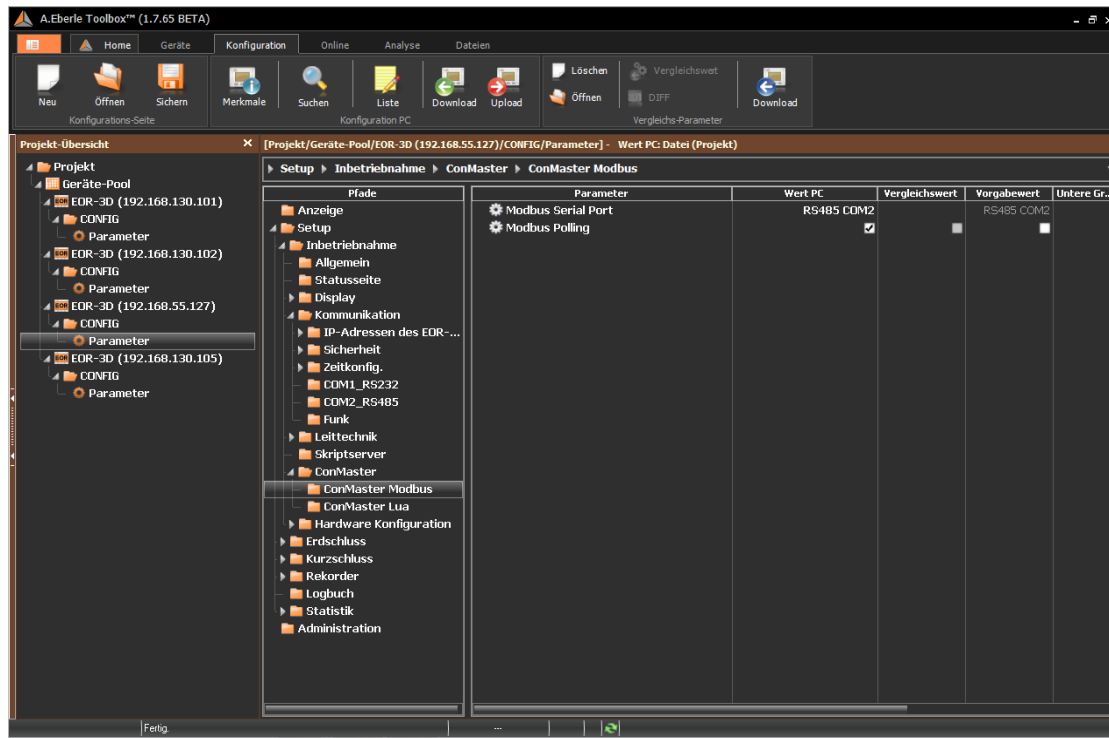 A.Eberle Toolbox™ (1.7.65 BETA)
Home
Geräte
Konfiguration
Online
Analyse
Dateien
Neu
Öffnen
Sichern
Konfigurations-Seite
Merkmale
Suchen
Liste
Download
Upload
Konfiguration PC
Löschen
Öffnen
Vergleichswert
DIFF
Download
Vergleichs-Parameter
Projekt-Übersicht
Projekt
Geräte-Pool
EOR-3D (192.168.130.101)
CONFIG
Parameter
EOR-3D (192.168.130.102)
CONFIG
Parameter
EOR-3D (192.168.55.127)
CONFIG
Parameter
EOR-3D (192.168.130.105)
CONFIG
Parameter
[Projekt/Geräte-Pool/EOR-3D (192.168.55.127)/CONFIG/Parameter] - Wert PC: Datei (Projekt)
Setup Inbetriebnahme ConMaster ConMaster Modbus
Pfade
Anzeige
Setup
Inbetriebnahme
Allgemein
Statusseite
Display
Kommunikation
IP-Adressen des EOR-...
Sicherheit
Zeitkonfig.
COM1_RS232
COM2_RS485
Funk
Leittechnik
Skriptserver
ConMaster
ConMaster Modbus
ConMaster Lua
Hardware Konfiguration
Erdschluss
Kurzschluss
Rekorder
Logbuch
Statistik
Administration
Parameter Wert PC Vergleichswert Vorgabewert Untere Gr..
Modbus Serial Port RS485 COM2 RS485 COM2
Modbus Polling
Fertig.
...